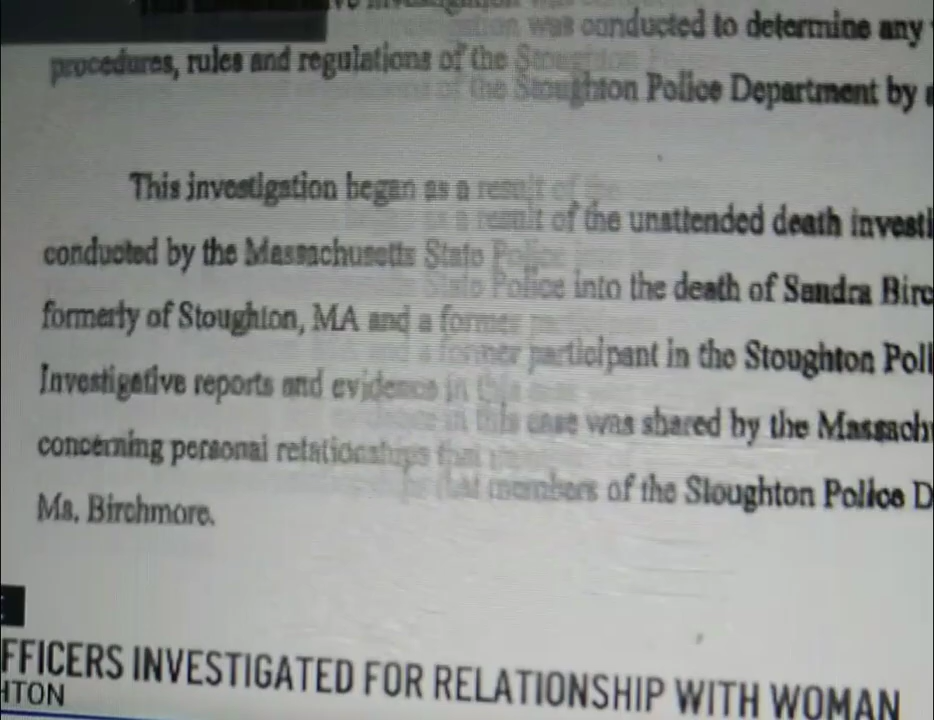 investigation was conducted to determine any
procedures, rules and regulations of the Stoughton Police Department by
This investigation began as a result of the unattended death investi
conducted by the Massachusetts State Police into the death of Sandra Birc
formerly of Stoughton, MA and a former participant in the Stoughton Poli
Investigative reports and evidence in this case was shared by the Massach
concerning personal relationships that members of the Stoughton Police D
Ms. Birchmore.
FFICERS INVESTIGATED FOR RELATIONSHIP WITH WOMAN
HTON